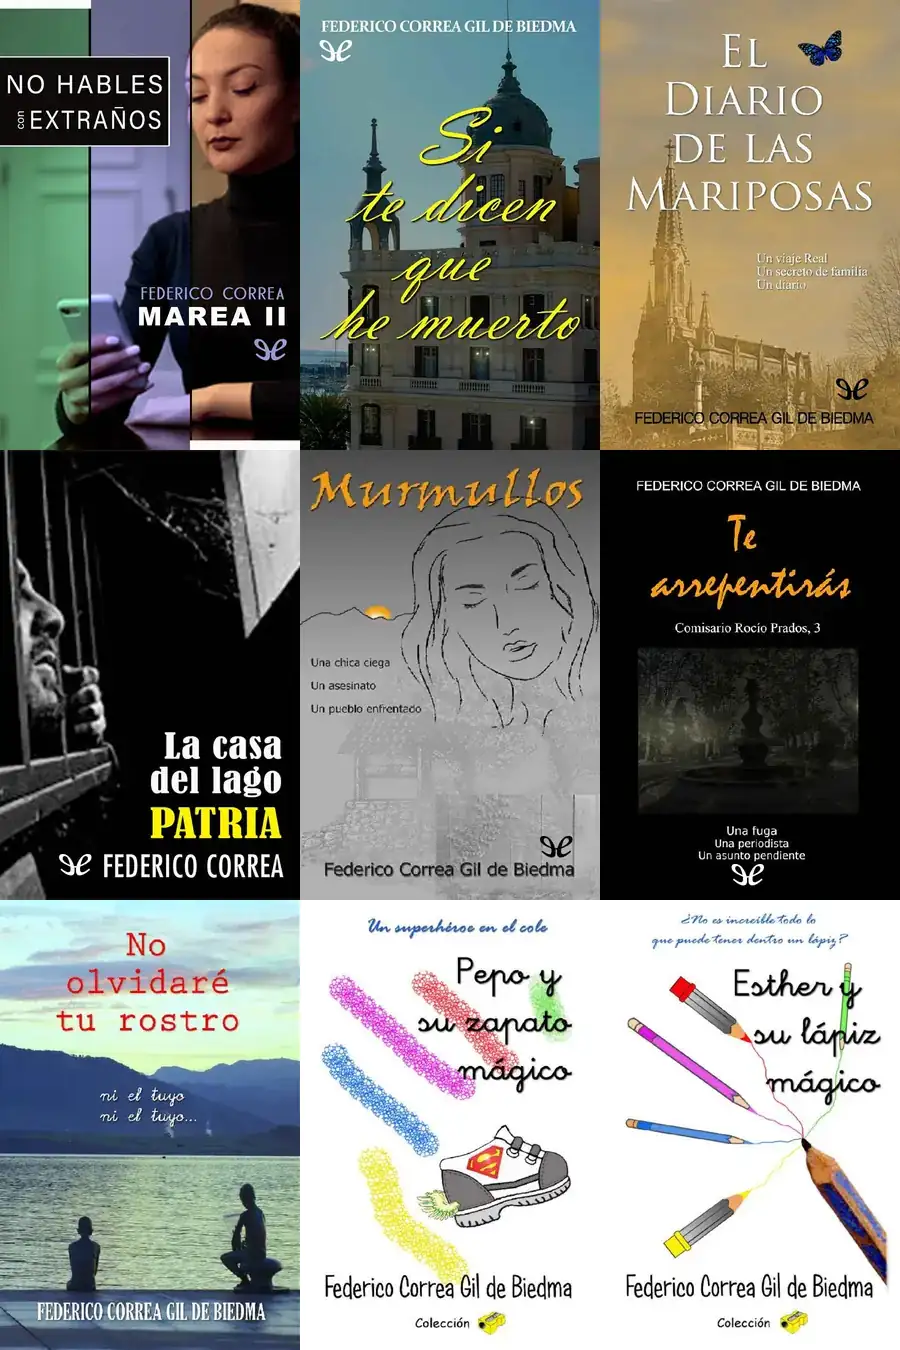 NO HABLES
con EXTRAÑOS
FEDERICO CORREA
MAREA II
FEDERICO CORREA GIL DE BIEDMA
Si
te dicen
que
he muerto
EL
DIARIO
DE LAS
MARIPOSAS
Un viaje Real
Un secreto de familia
Un diario
FEDERICO CORREA GIL DE BIEDMA
La casa
del lago
PATRIA
FEDERICO CORREA
Murmullos
Una chica ciega
Un asesinato
Un pueblo enfrentado
Federico Correa Gil de Biedma
FEDERICO CORREA GIL DE BIEDMA
Te
arrepentirás
Comisario Rocío Prados, 3
Una fuga
Una periodista
Un asunto pendiente
No
olvidaré
tu rostro
ni el tuyo
ni el tuyo...
FEDERICO CORREA GIL DE BIEDMA
Un superhéroe en el cole
Pepo y
su zapato
mágico
Federico Correa Gil de Biedma
Colección
¿No es increíble todo lo
que puede tener dentro un lápiz?
Esther y
su lápiz
mágico
Federico Correa Gil de Biedma
Colección